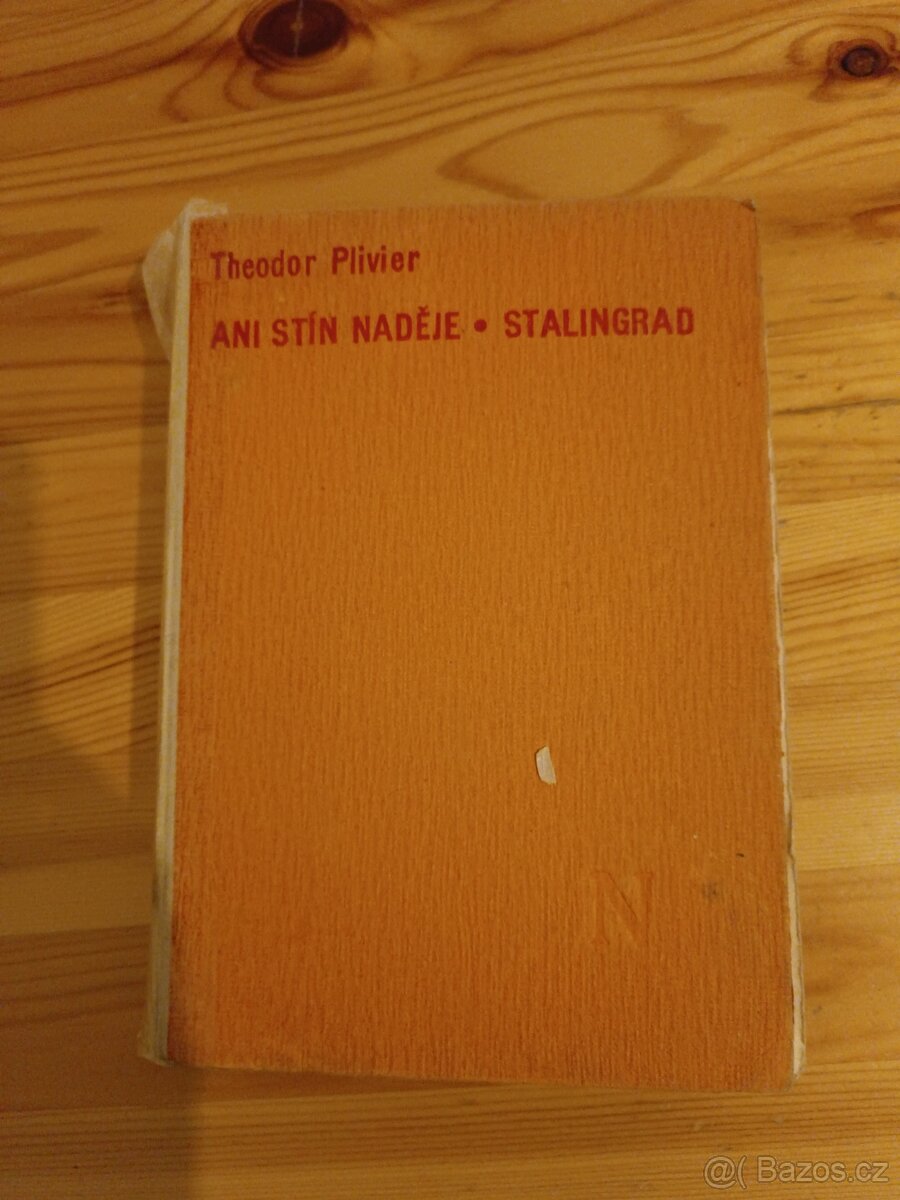 Theodor Plivier
ANI STÍN NADĚJE • STALINGRAD
N
@( Bazos.cz